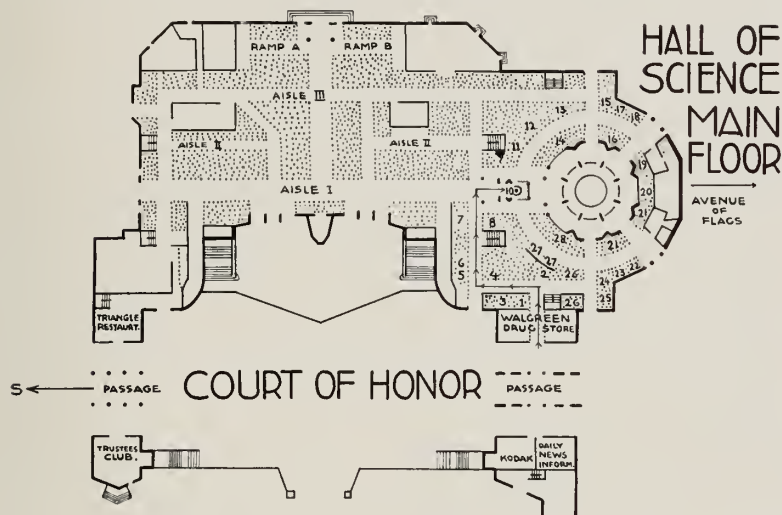 HALL OF
SCIENCE
MAIN
FLOOR
RAMP A
RAMP B
AISLE III
AISLE II
AISLE II
AISLE I
15
17
18
13
12
14
16
11
19
10
20
AVENUE
OF
FLAGS
21
7
8
28
21
27
27
6
5
4
2
26
22
23
24
25
3
1
26
TRIANGLE
RESTAURT.
WALGREEN
DRUG STORE
S
PASSAGE
COURT OF HONOR
PASSAGE
TRUSTEES
CLUB.
KODAK
DAILY
NEWS
INFORM.